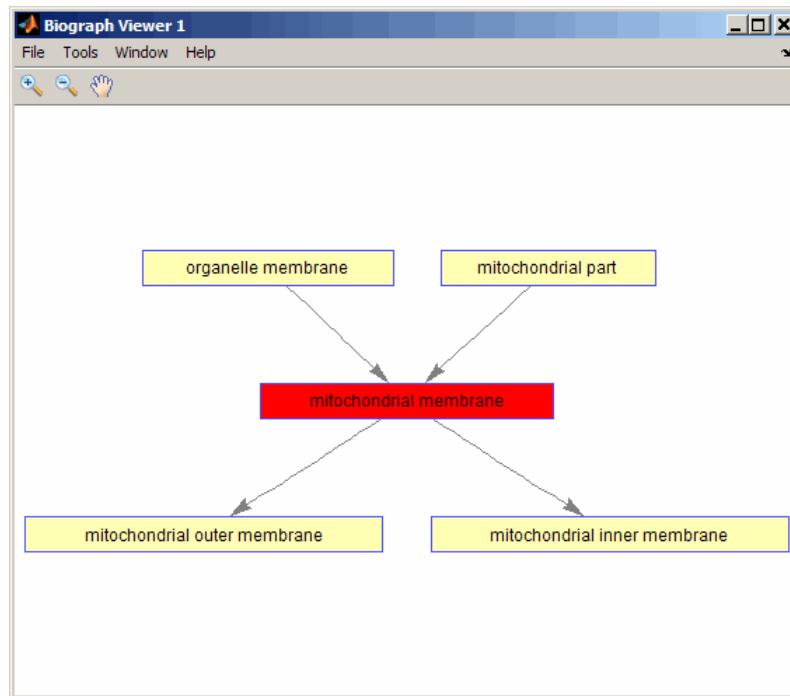 Biograph Viewer 1
File Tools Window Help
organelle membrane
mitochondrial part
mitochondrial membrane
mitochondrial outer membrane
mitochondrial inner membrane